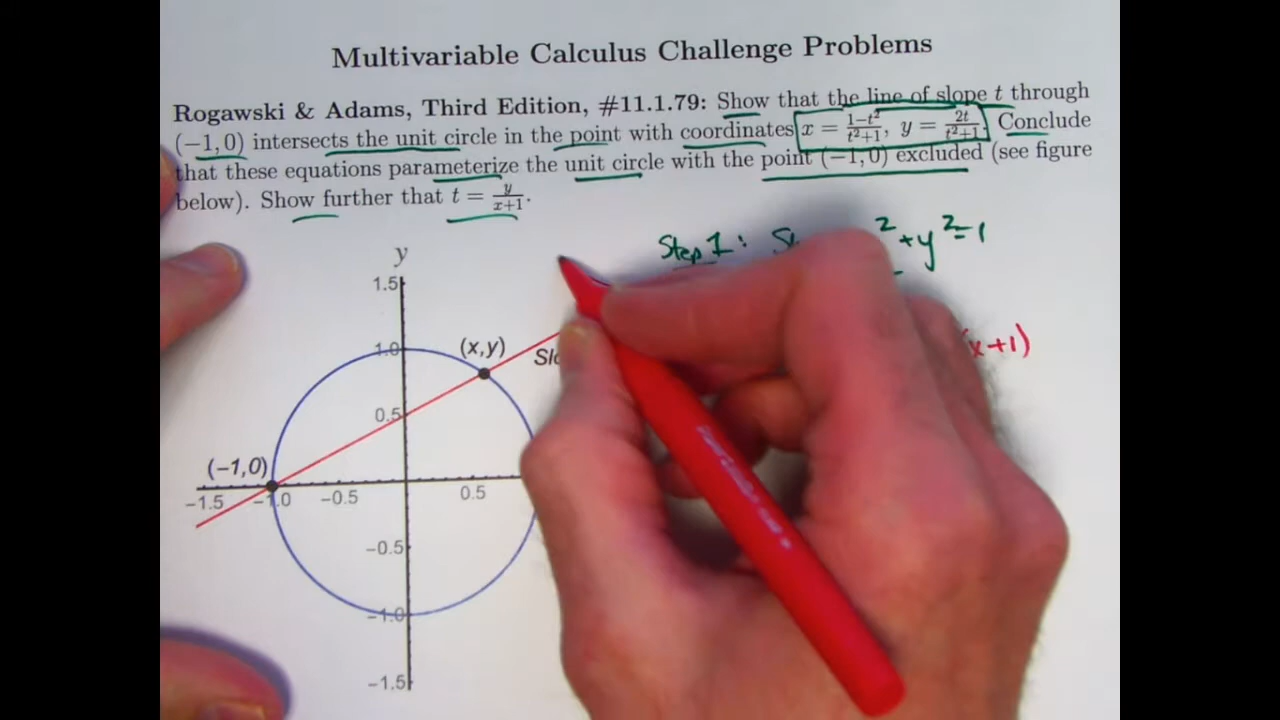 Multivariable Calculus Challenge Problems
Rogawski & Adams, Third Edition, #11.1.79: Show that the line of slope t through
(−1, 0) intersects the unit circle in the point with coordinates x = \frac{1−t²}{t²+1}, y = \frac{2t}{t²+1}. Conclude
that these equations parameterize the unit circle with the point (−1, 0) excluded (see figure
below). Show further that t = \frac{y}{x+1}.
Step 1: ² + y² = 1
x+1)
y
1.5
1.0
(x,y)
0.5
(−1,0)
−1.5 −1.0 −0.5 0.5
−0.5
−1.0
−1.5